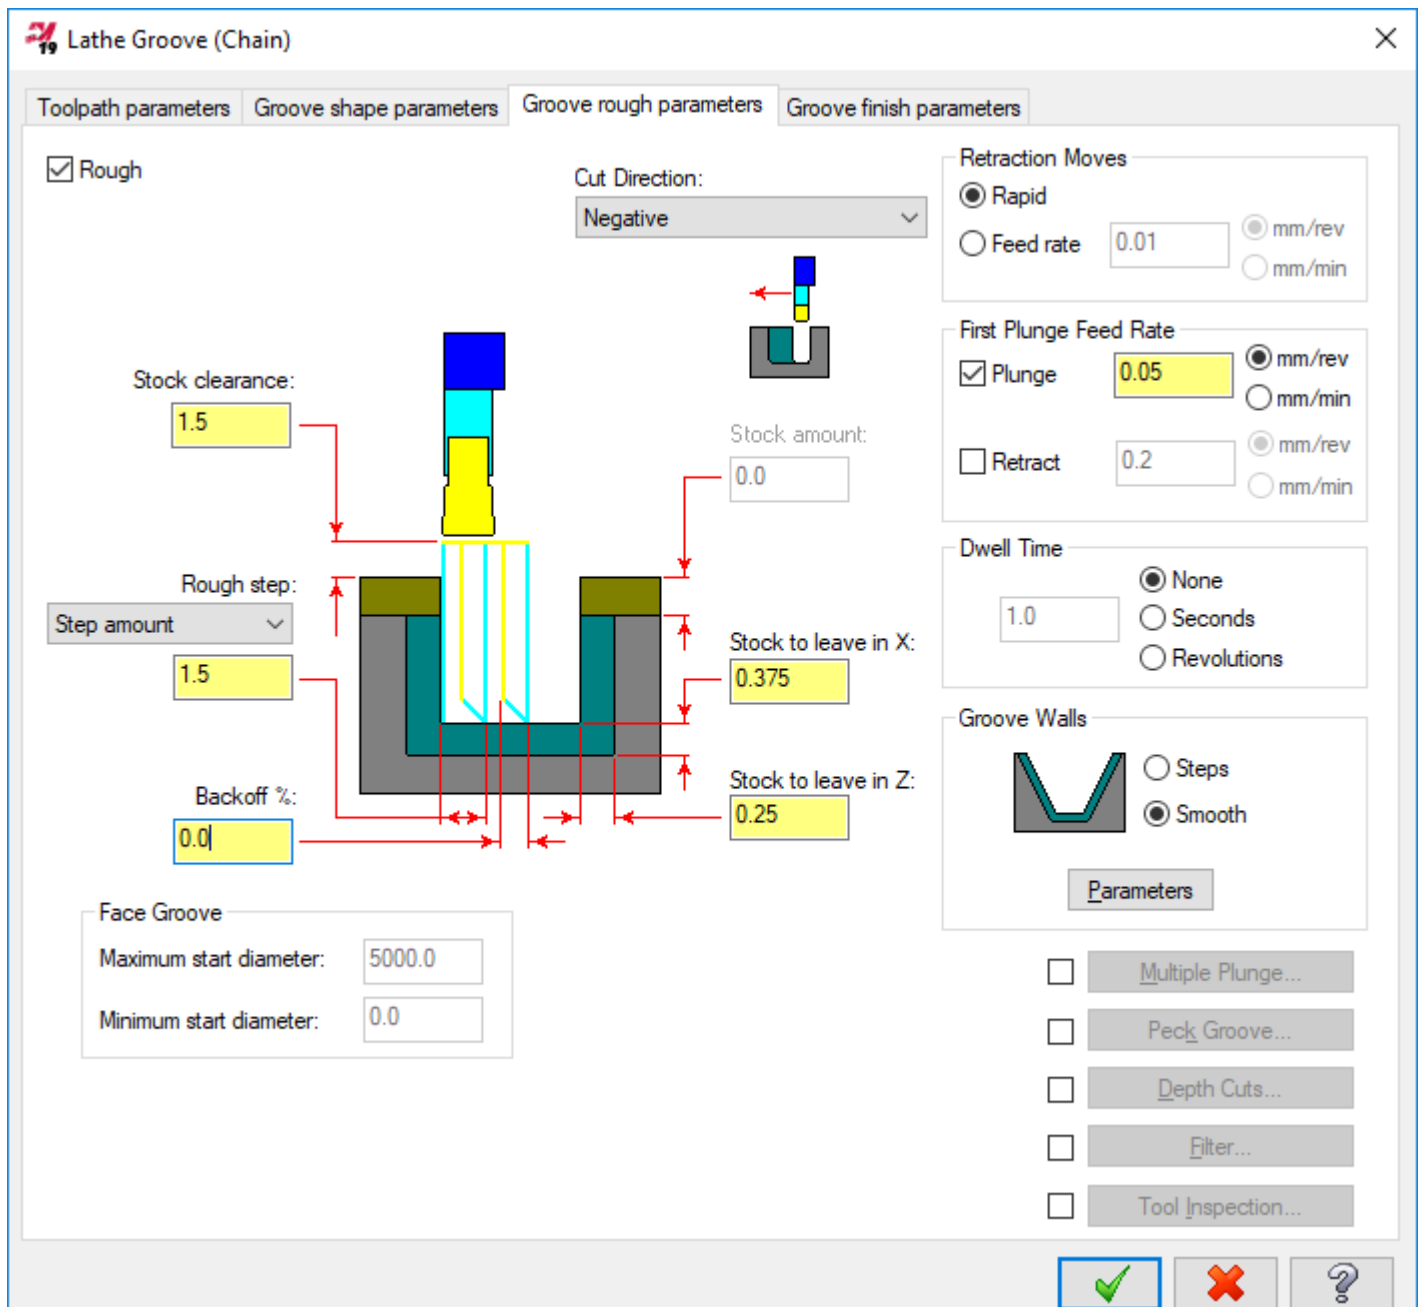 19 Lathe Groove (Chain)
Toolpath parameters
Groove shape parameters
Groove rough parameters
Groove finish parameters
Rough
Cut Direction:
Negative
Stock clearance:
1.5
Rough step:
Step amount
1.5
Backoff %:
0.0
Stock amount:
0.0
Stock to leave in X:
0.375
Stock to leave in Z:
0.25
Face Groove
Maximum start diameter:
5000.0
Minimum start diameter:
0.0
Retraction Moves
Rapid
Feed rate
0.01
mm/rev
mm/min
First Plunge Feed Rate
Plunge
0.05
mm/rev
mm/min
Retract
0.2
mm/rev
mm/min
Dwell Time
1.0
None
Seconds
Revolutions
Groove Walls
Steps
Smooth
Parameters
Multiple Plunge...
Peck Groove...
Depth Cuts...
Filter...
Tool Inspection...